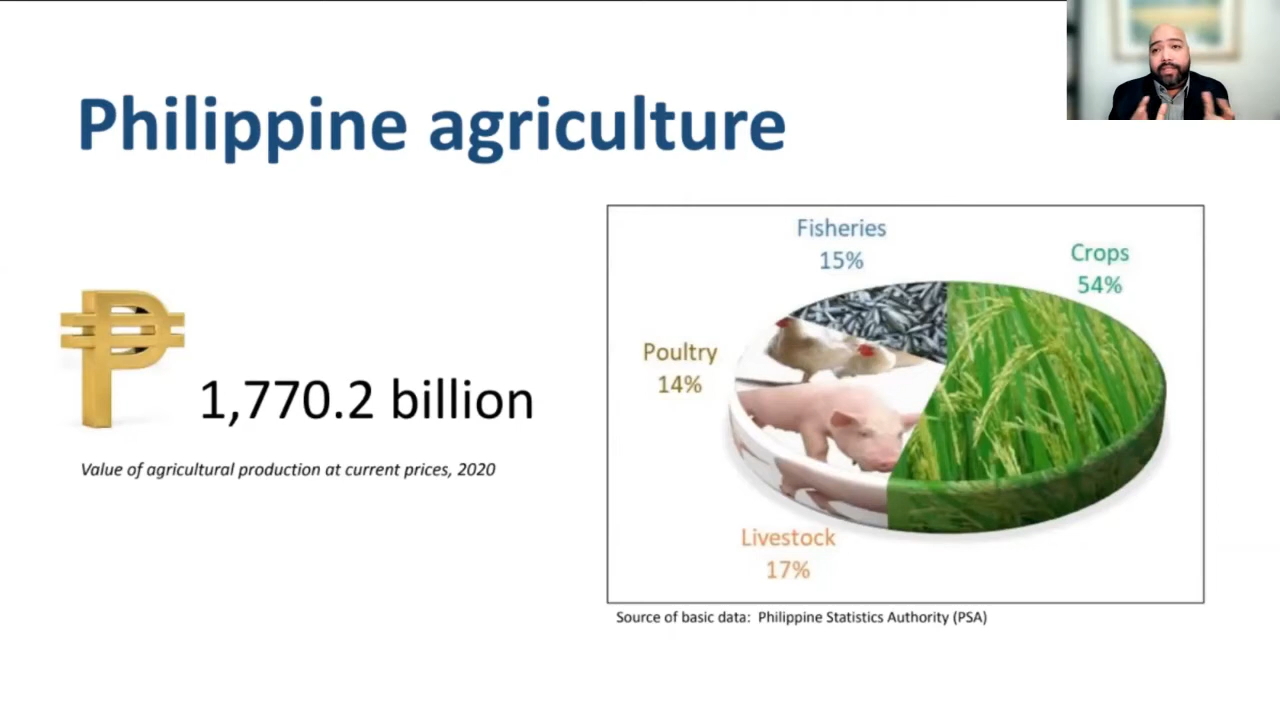 Philippine agriculture
1,770.2 billion
Value of agricultural production at current prices, 2020
Fisheries
15%
Crops
54%
Poultry
14%
Livestock
17%
Source of basic data: Philippine Statistics Authority (PSA)